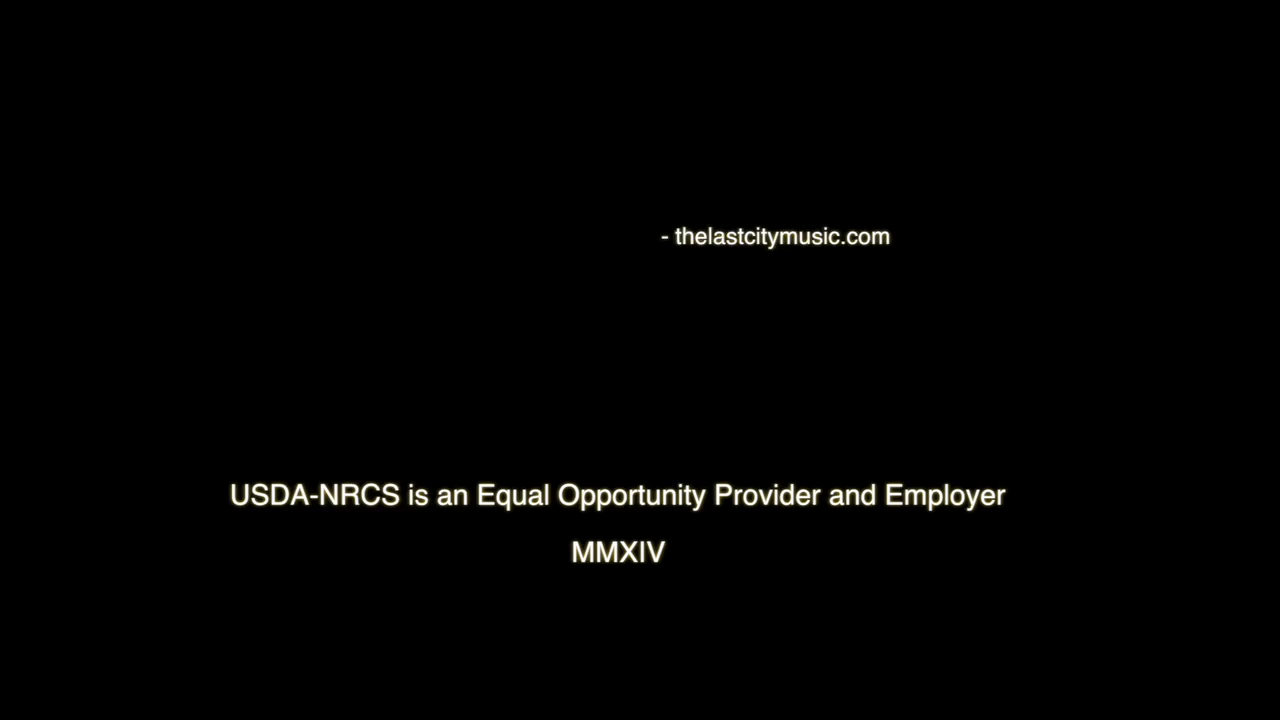 - thelastcitymusic.com
USDA-NRCS is an Equal Opportunity Provider and Employer
MMXIV